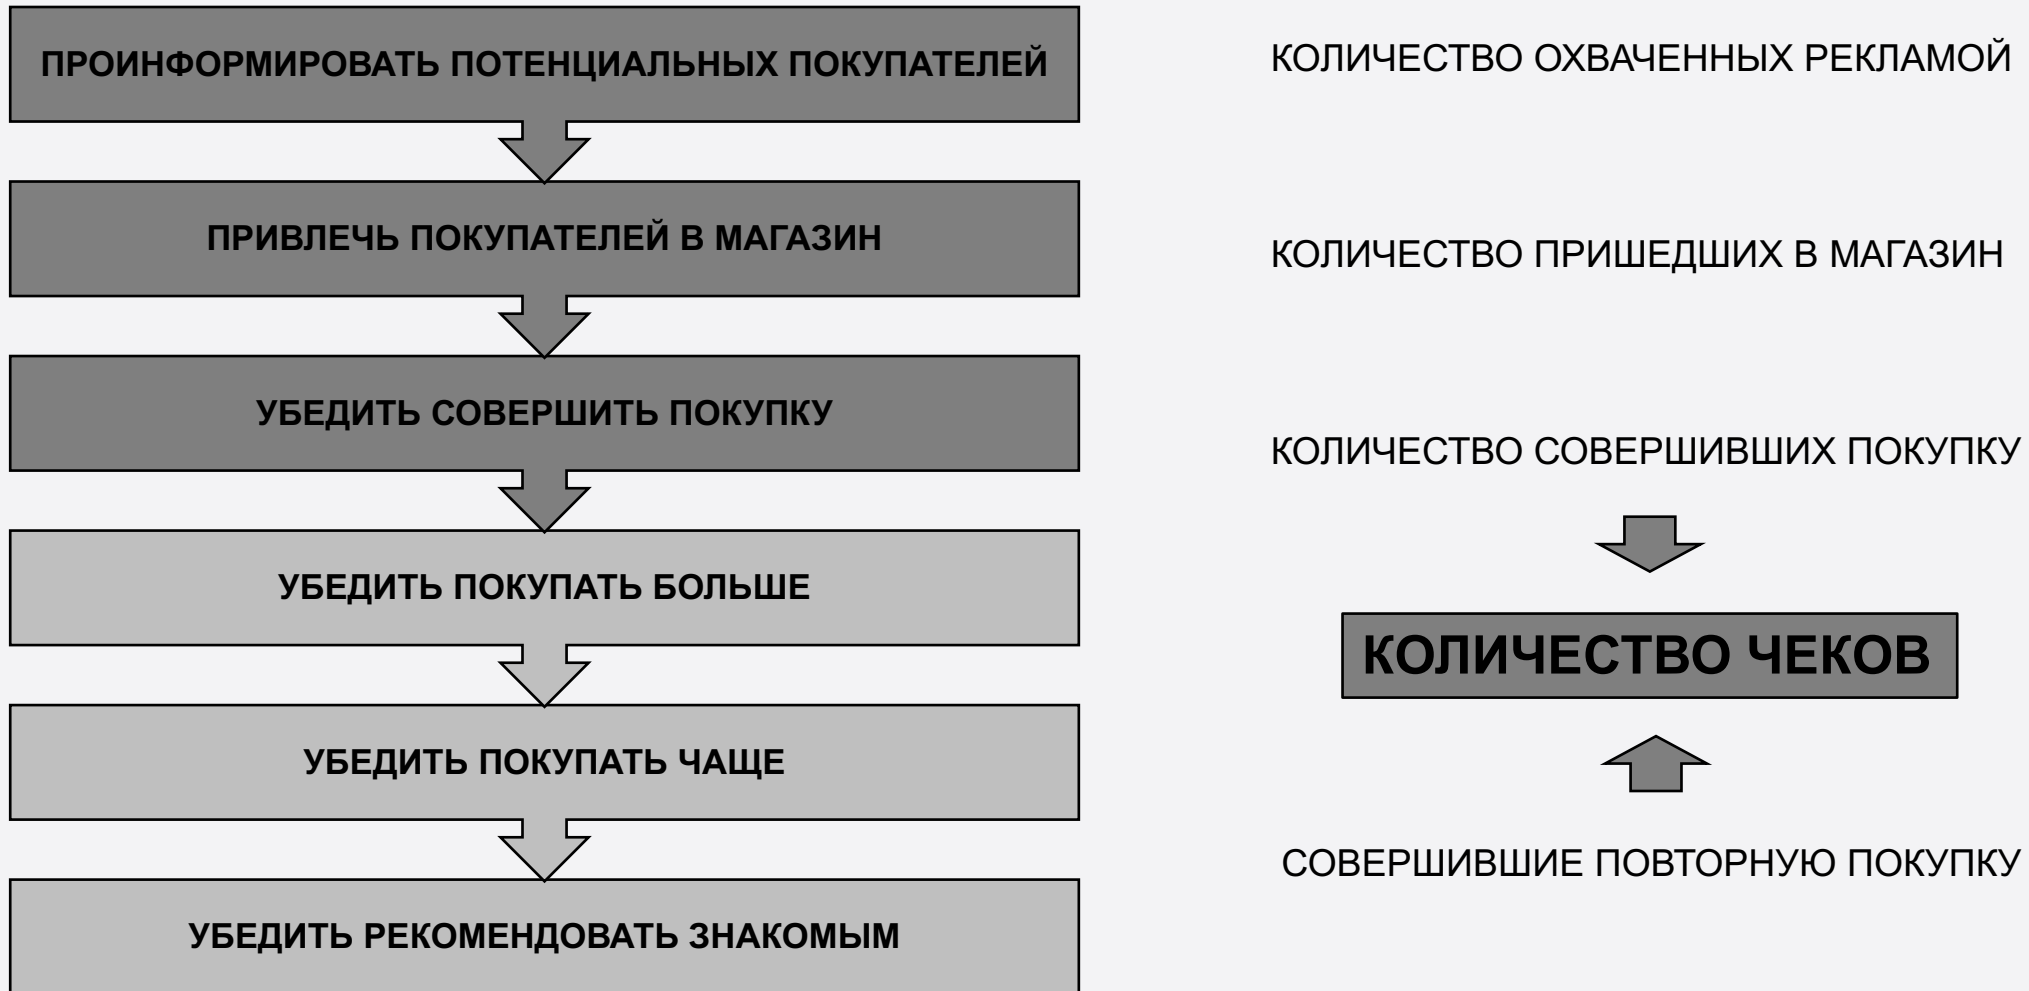 ПРОИНФОРМИРОВАТЬ ПОТЕНЦИАЛЬНЫХ ПОКУПАТЕЛЕЙ
ПРИВЛЕЧЬ ПОКУПАТЕЛЕЙ В МАГАЗИН
УБЕДИТЬ СОВЕРШИТЬ ПОКУПКУ
УБЕДИТЬ ПОКУПАТЬ БОЛЬШЕ
УБЕДИТЬ ПОКУПАТЬ ЧАЩЕ
УБЕДИТЬ РЕКОМЕНДОВАТЬ ЗНАКОМЫМ
КОЛИЧЕСТВО ОХВАЧЕННЫХ РЕКЛАМОЙ
КОЛИЧЕСТВО ПРИШЕДШИХ В МАГАЗИН
КОЛИЧЕСТВО СОВЕРШИВШИХ ПОКУПКУ
КОЛИЧЕСТВО ЧЕКОВ
СОВЕРШИВШИЕ ПОВТОРНУЮ ПОКУПКУ